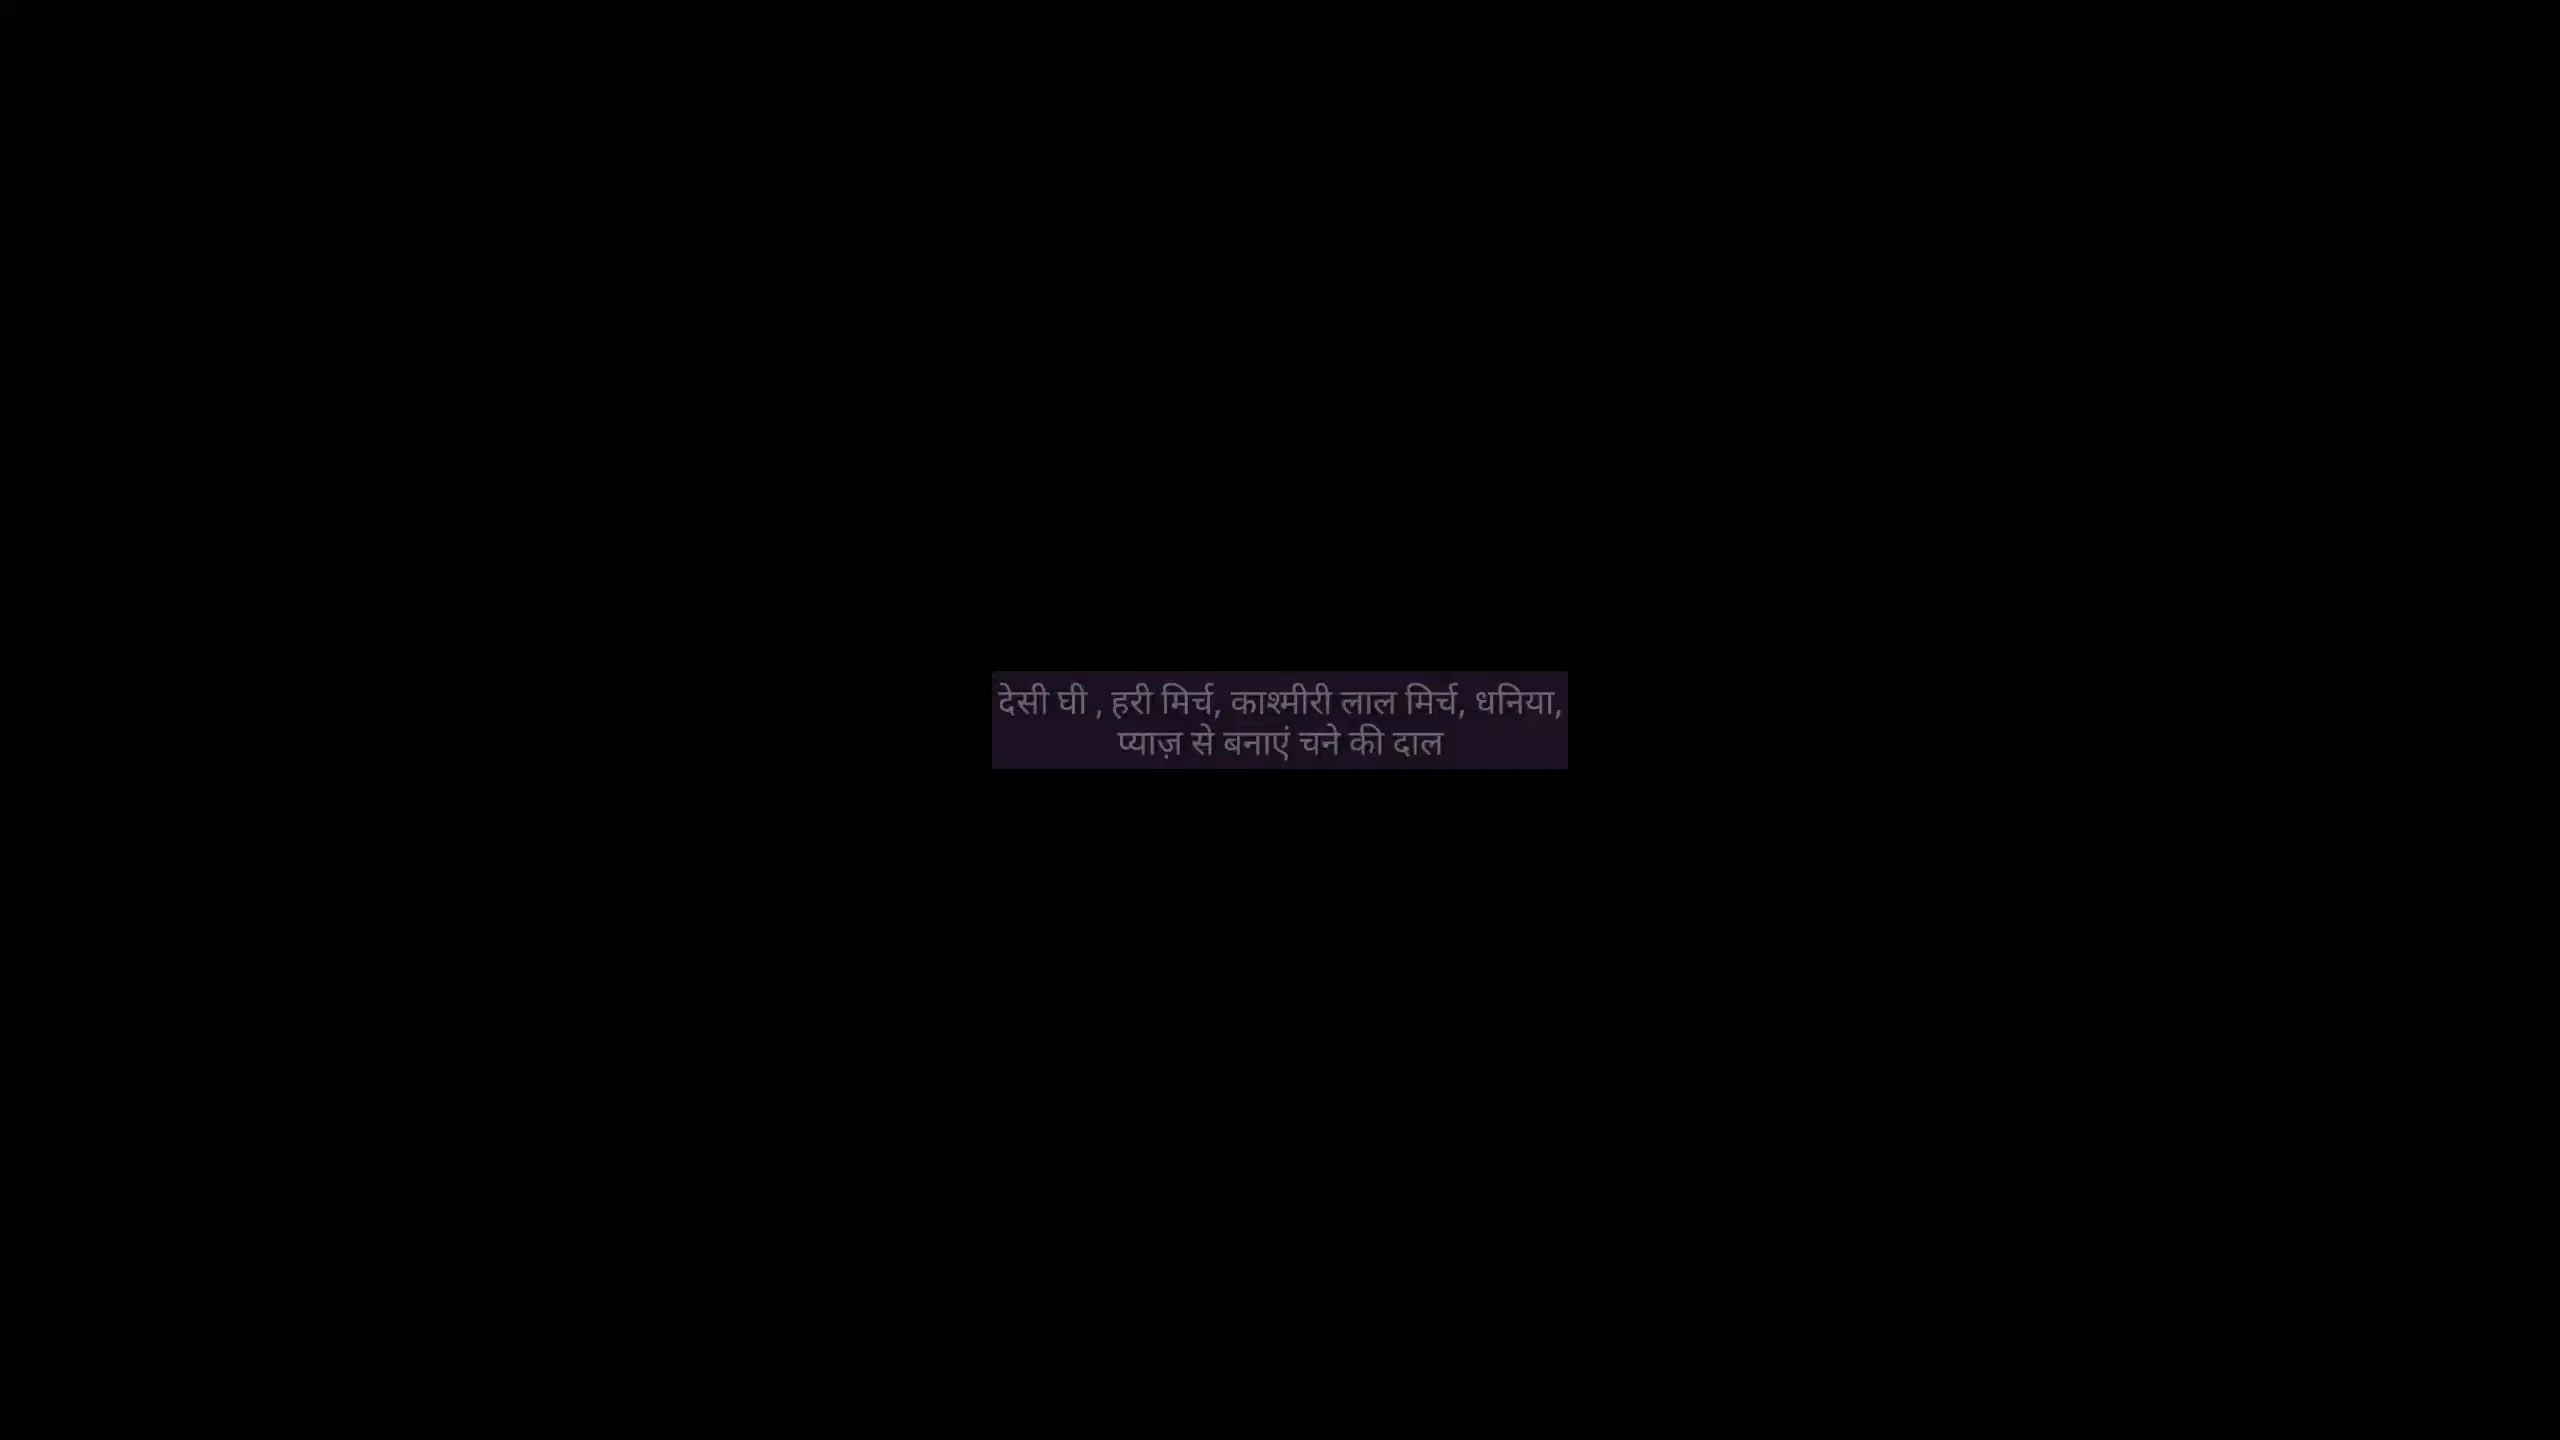 देसी घी , हरी मिर्च, काश्मीरी लाल मिर्च, धनिया,
प्याज़ से बनाएं चने की दाल